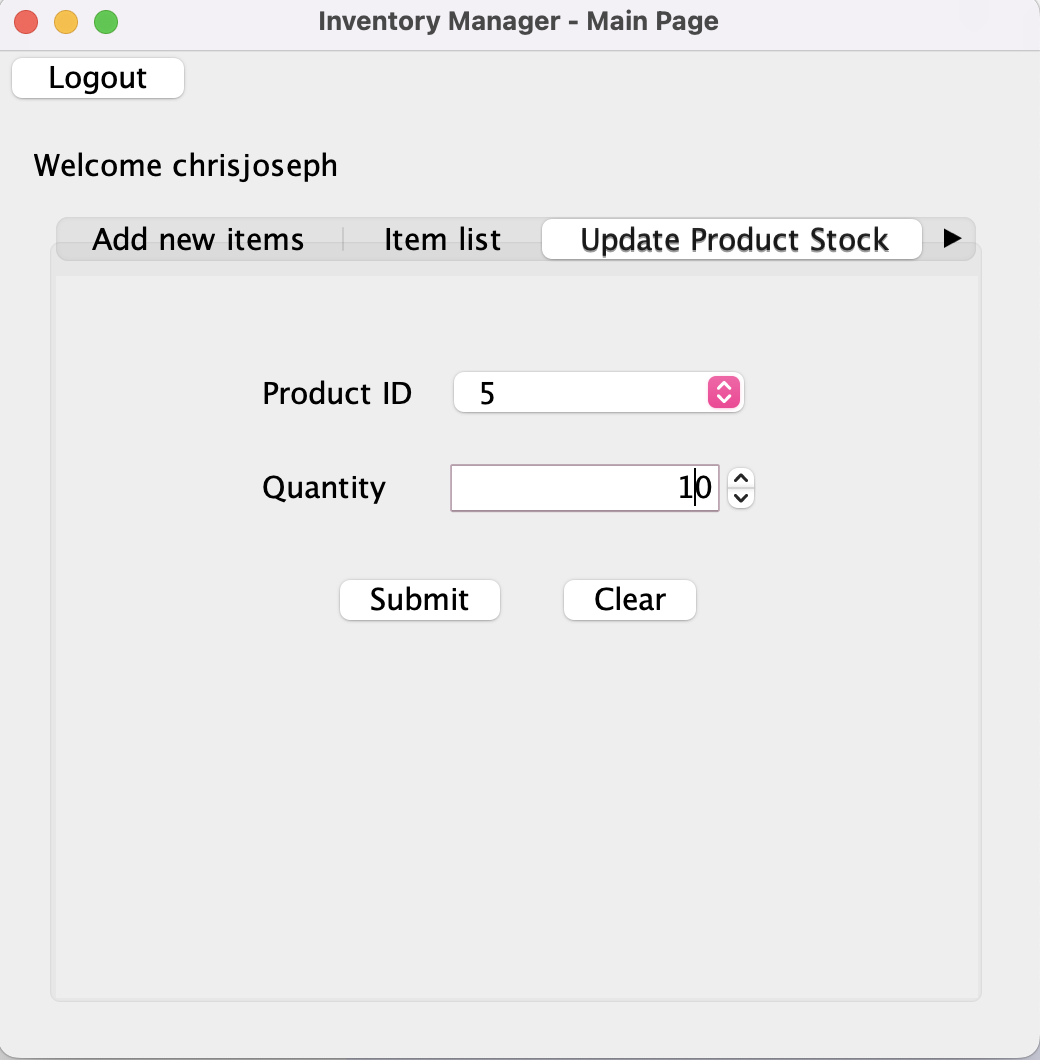 Inventory Manager - Main Page
Logout
Welcome chrisjoseph
Add new items Item list Update Product Stock
Product ID 5
Quantity 10
Submit Clear